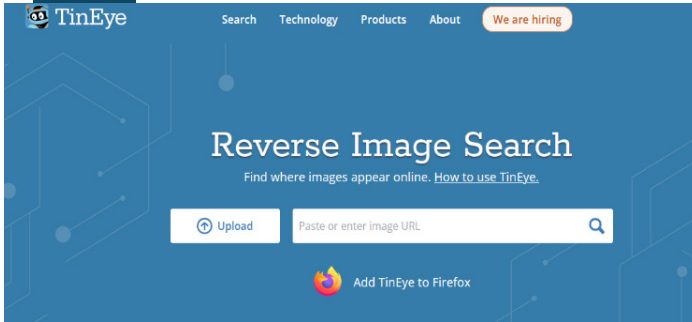 TinEye
Search Technology Products About We are hiring
Reverse Image Search
Find where images appear online. How to use TinEye.
Upload Paste or enter image URL
Add TinEye to Firefox